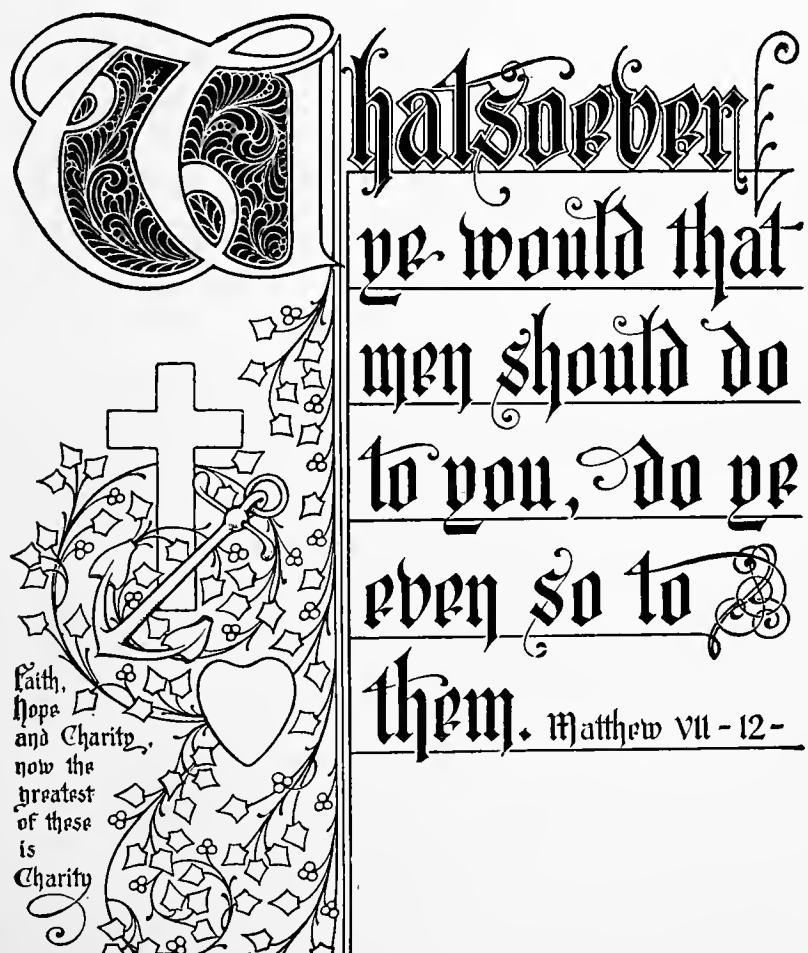 Whatsoever
ye would that
men should do
to you, do ye
even so to
them. Matthew VII - 12 -
Faith,
Hope
and Charity,
now the
greatest
of these
is
Charity